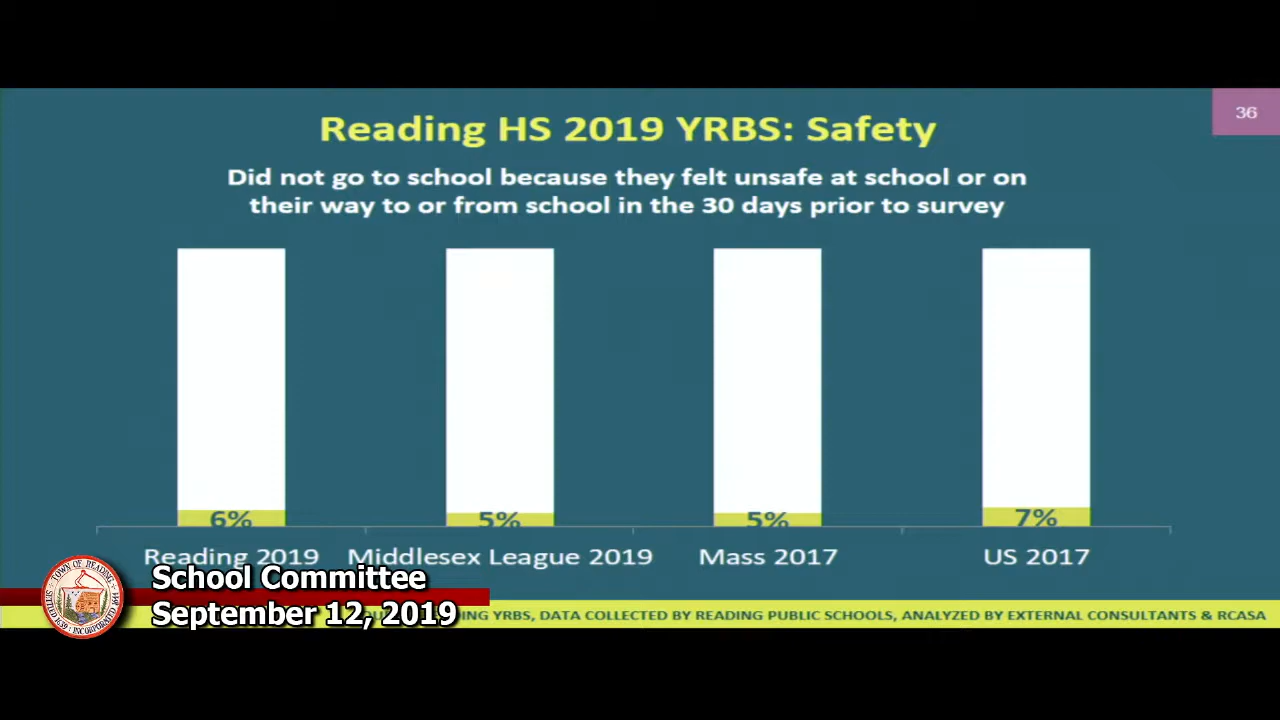 36
Reading HS 2019 YRBS: Safety
Did not go to school because they felt unsafe at school or on
their way to or from school in the 30 days prior to survey
6%
5%
5%
7%
Reading 2019
Middlesex League 2019
Mass 2017
US 2017
School Committee
September 12, 2019
YRBS, DATA COLLECTED BY READING PUBLIC SCHOOLS, ANALYZED BY EXTERNAL CONSULTANTS & RCASA
TOWN OF READING